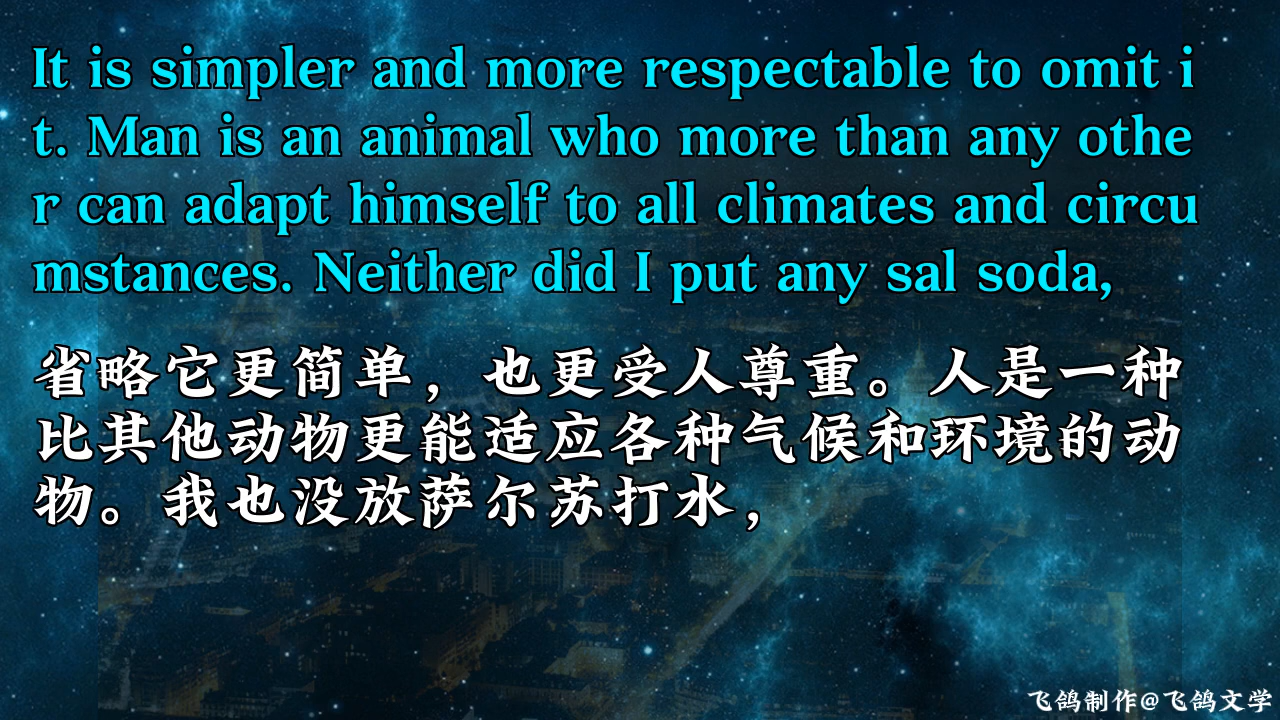 It is simpler and more respectable to omit i
t. Man is an animal who more than any othe
r can adapt himself to all climates and circu
mstances. Neither did I put any sal soda,
省略它更简单，也更受人尊重。人是一种
比其他动物更能适应各种气候和环境的动
物。我也没放萨尔苏打水，
飞鸽制作@飞鸽文学